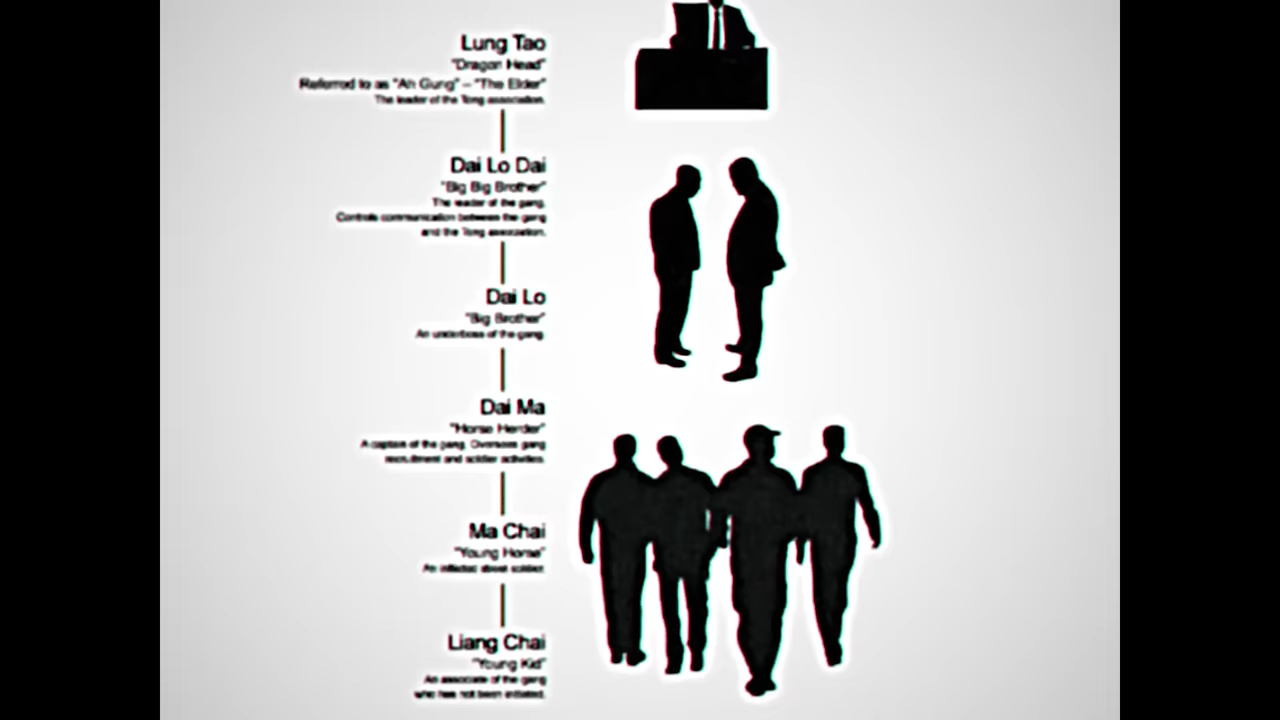 Lung Tao
"Dragon Head"
Referred to as "Ah Gung" – "The Elder"
The leader of the Tong association.
Dai Lo Dai
"Big Big Brother"
The leader of the gang.
Controls communication between the gang
and the Tong association.
Dai Lo
"Big Brother"
An underboss of the gang.
Dai Ma
"Horse Herder"
A captain of the gang. Oversees gang
recruitment and soldier activities.
Ma Chai
"Young Horse"
An initiated street soldier.
Liang Chai
"Young Kid"
An associate of the gang
who has not been initiated.